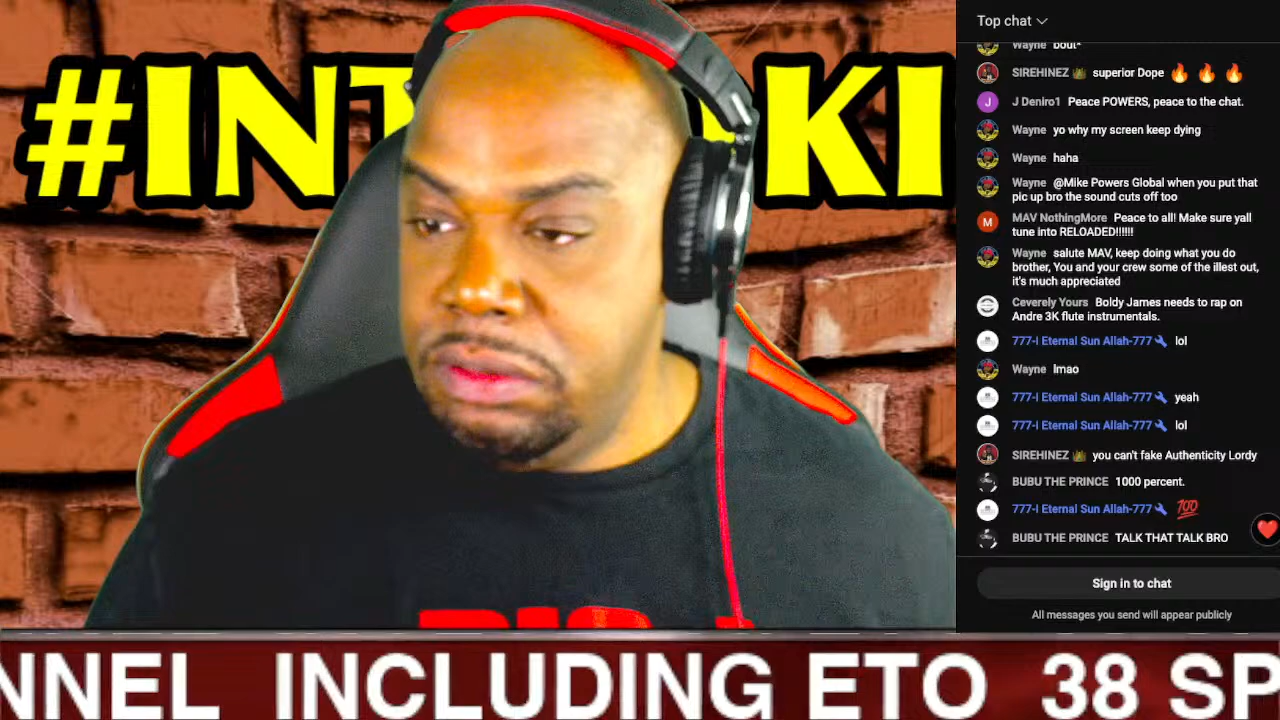 #INT KI
Top chat
Wayne bout*
SIREHINEZ superior Dope
J Deniro1 Peace POWERS, peace to the chat.
Wayne yo why my screen keep dying
Wayne haha
Wayne @Mike Powers Global when you put that
pic up bro the sound cuts off too
MAV NothingMore Peace to all! Make sure yall
tune into RELOADED!!!!!!
Wayne salute MAV, keep doing what you do
brother, You and your crew some of the illest out,
it's much appreciated
Ceverely Yours Boldy James needs to rap on
Andre 3K flute instrumentals.
777-I Eternal Sun Allah-777 lol
Wayne lmao
777-I Eternal Sun Allah-777 yeah
777-I Eternal Sun Allah-777 lol
SIREHINEZ you can't fake Authenticity Lordy
BUBU THE PRINCE 1000 percent.
777-I Eternal Sun Allah-777 💯
BUBU THE PRINCE TALK THAT TALK BRO
Sign in to chat
All messages you send will appear publicly
NNEL INCLUDING ETO 38 SP